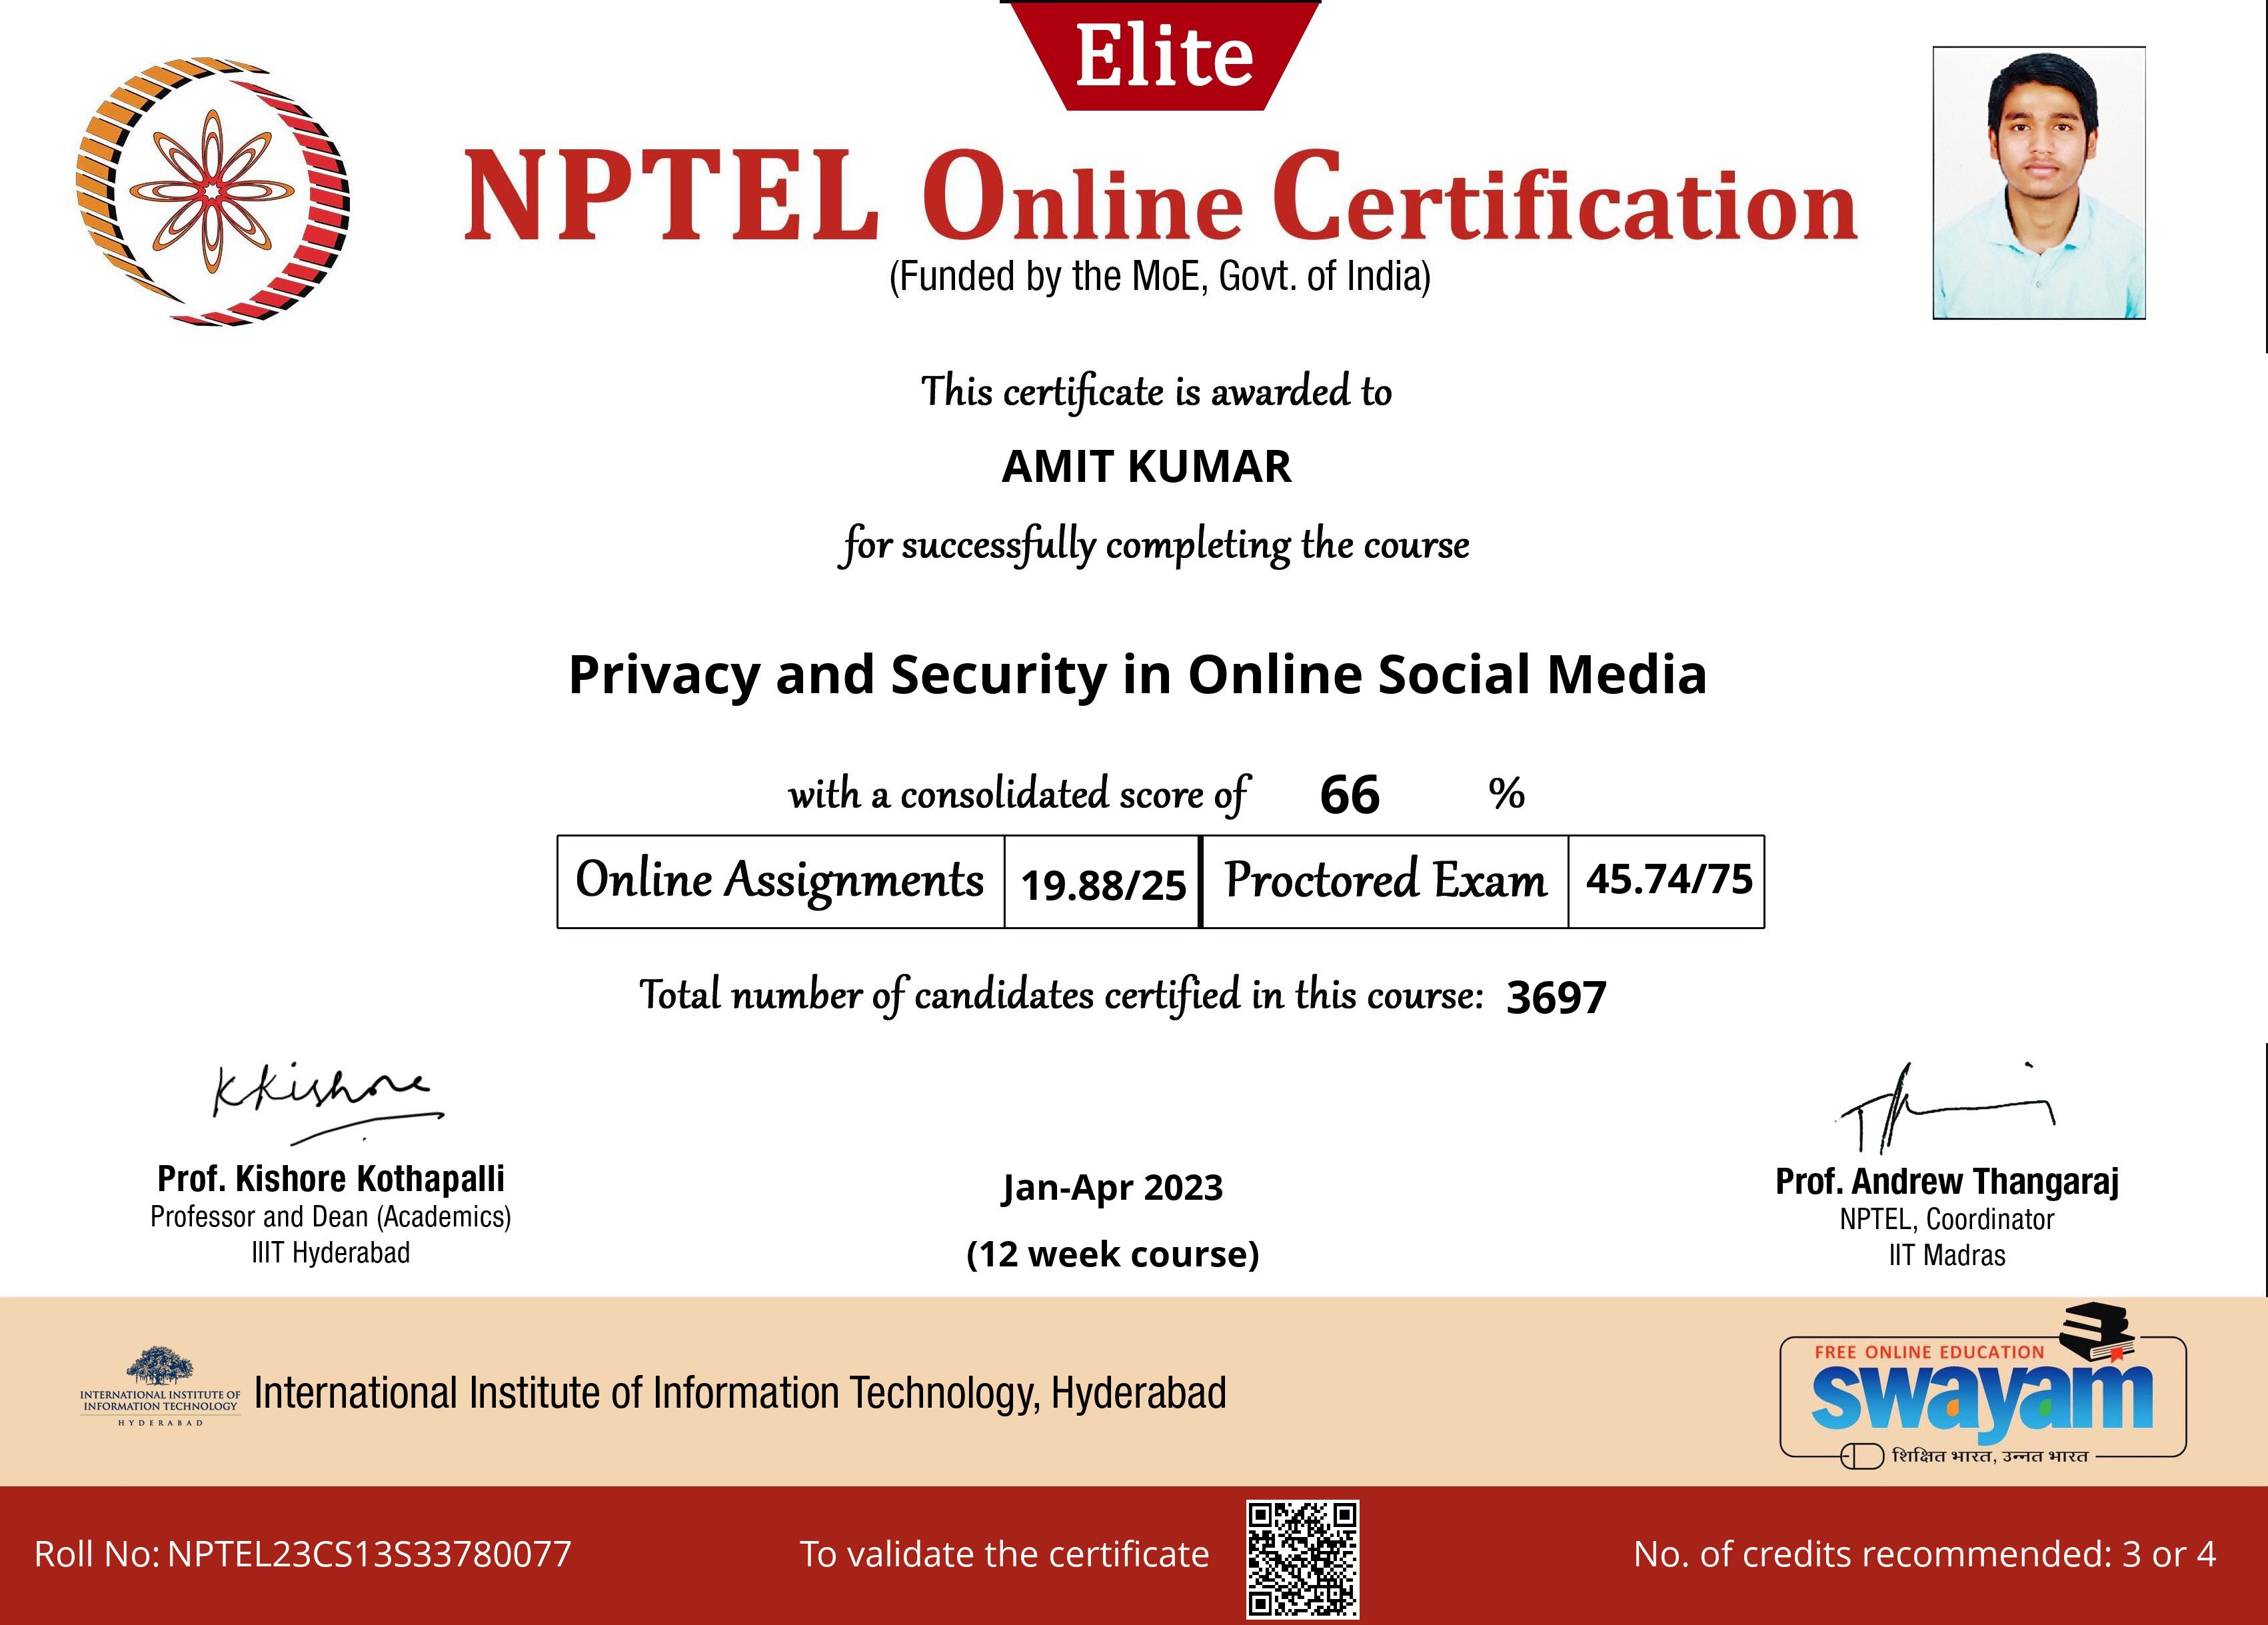 Elite
NPTEL Online Certification
(Funded by the MoE, Govt. of India)
This certificate is awarded to
AMIT KUMAR
for successfully completing the course
Privacy and Security in Online Social Media
with a consolidated score of 66 %
Online Assignments 19.88/25 Proctored Exam 45.74/75
Total number of candidates certified in this course: 3697
KKishore
Prof. Kishore Kothapalli
Professor and Dean (Academics)
IIIT Hyderabad
Jan-Apr 2023
(12 week course)
Prof. Andrew Thangaraj
NPTEL, Coordinator
IIT Madras
INTERNATIONAL INSTITUTE OF
INFORMATION TECHNOLOGY
HYDERABAD
International Institute of Information Technology, Hyderabad
FREE ONLINE EDUCATION
swayam
शिक्षित भारत, उन्नत भारत
Roll No: NPTEL23CS13S33780077
To validate the certificate
No. of credits recommended: 3 or 4